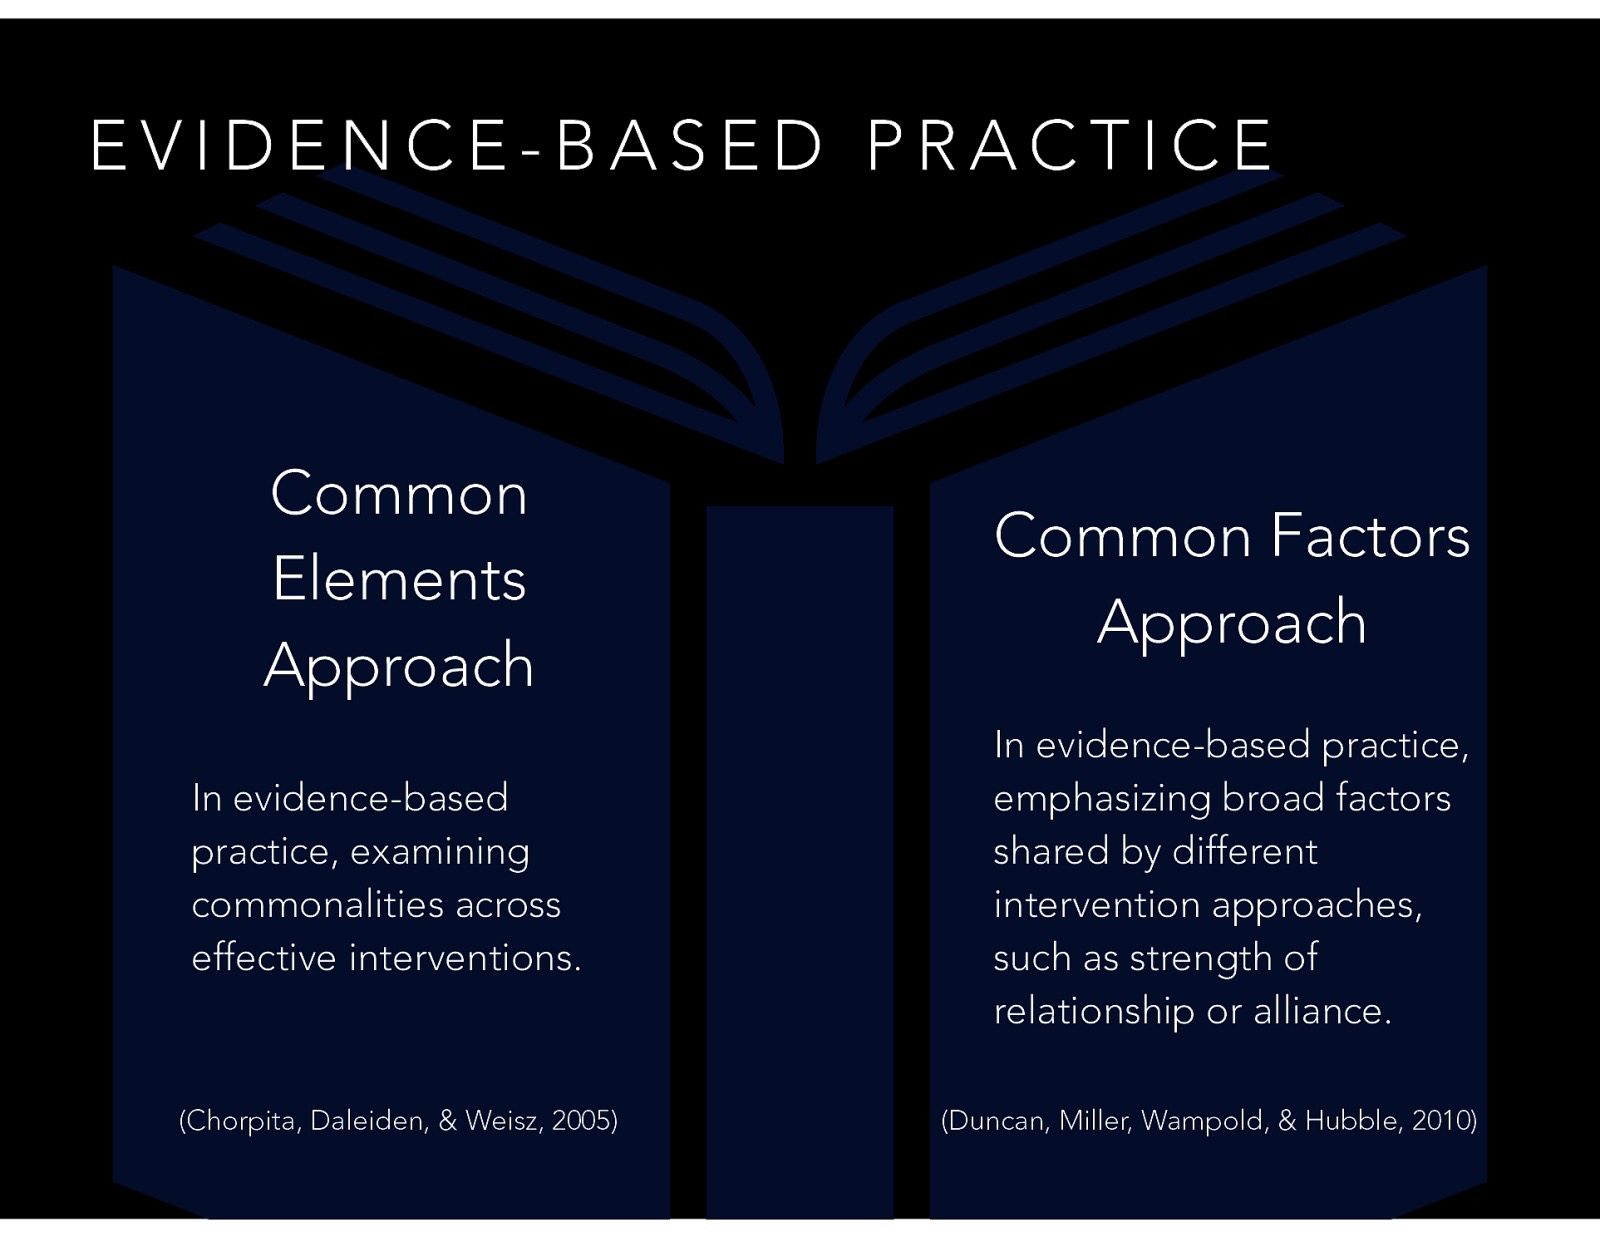 EVIDENCE-BASED PRACTICE
Common
Elements
Approach
In evidence-based
practice, examining
commonalities across
effective interventions.
(Chorpita, Daleiden, & Weisz, 2005)
Common Factors
Approach
In evidence-based practice,
emphasizing broad factors
shared by different
intervention approaches,
such as strength of
relationship or alliance.
(Duncan, Miller, Wampold, & Hubble, 2010)